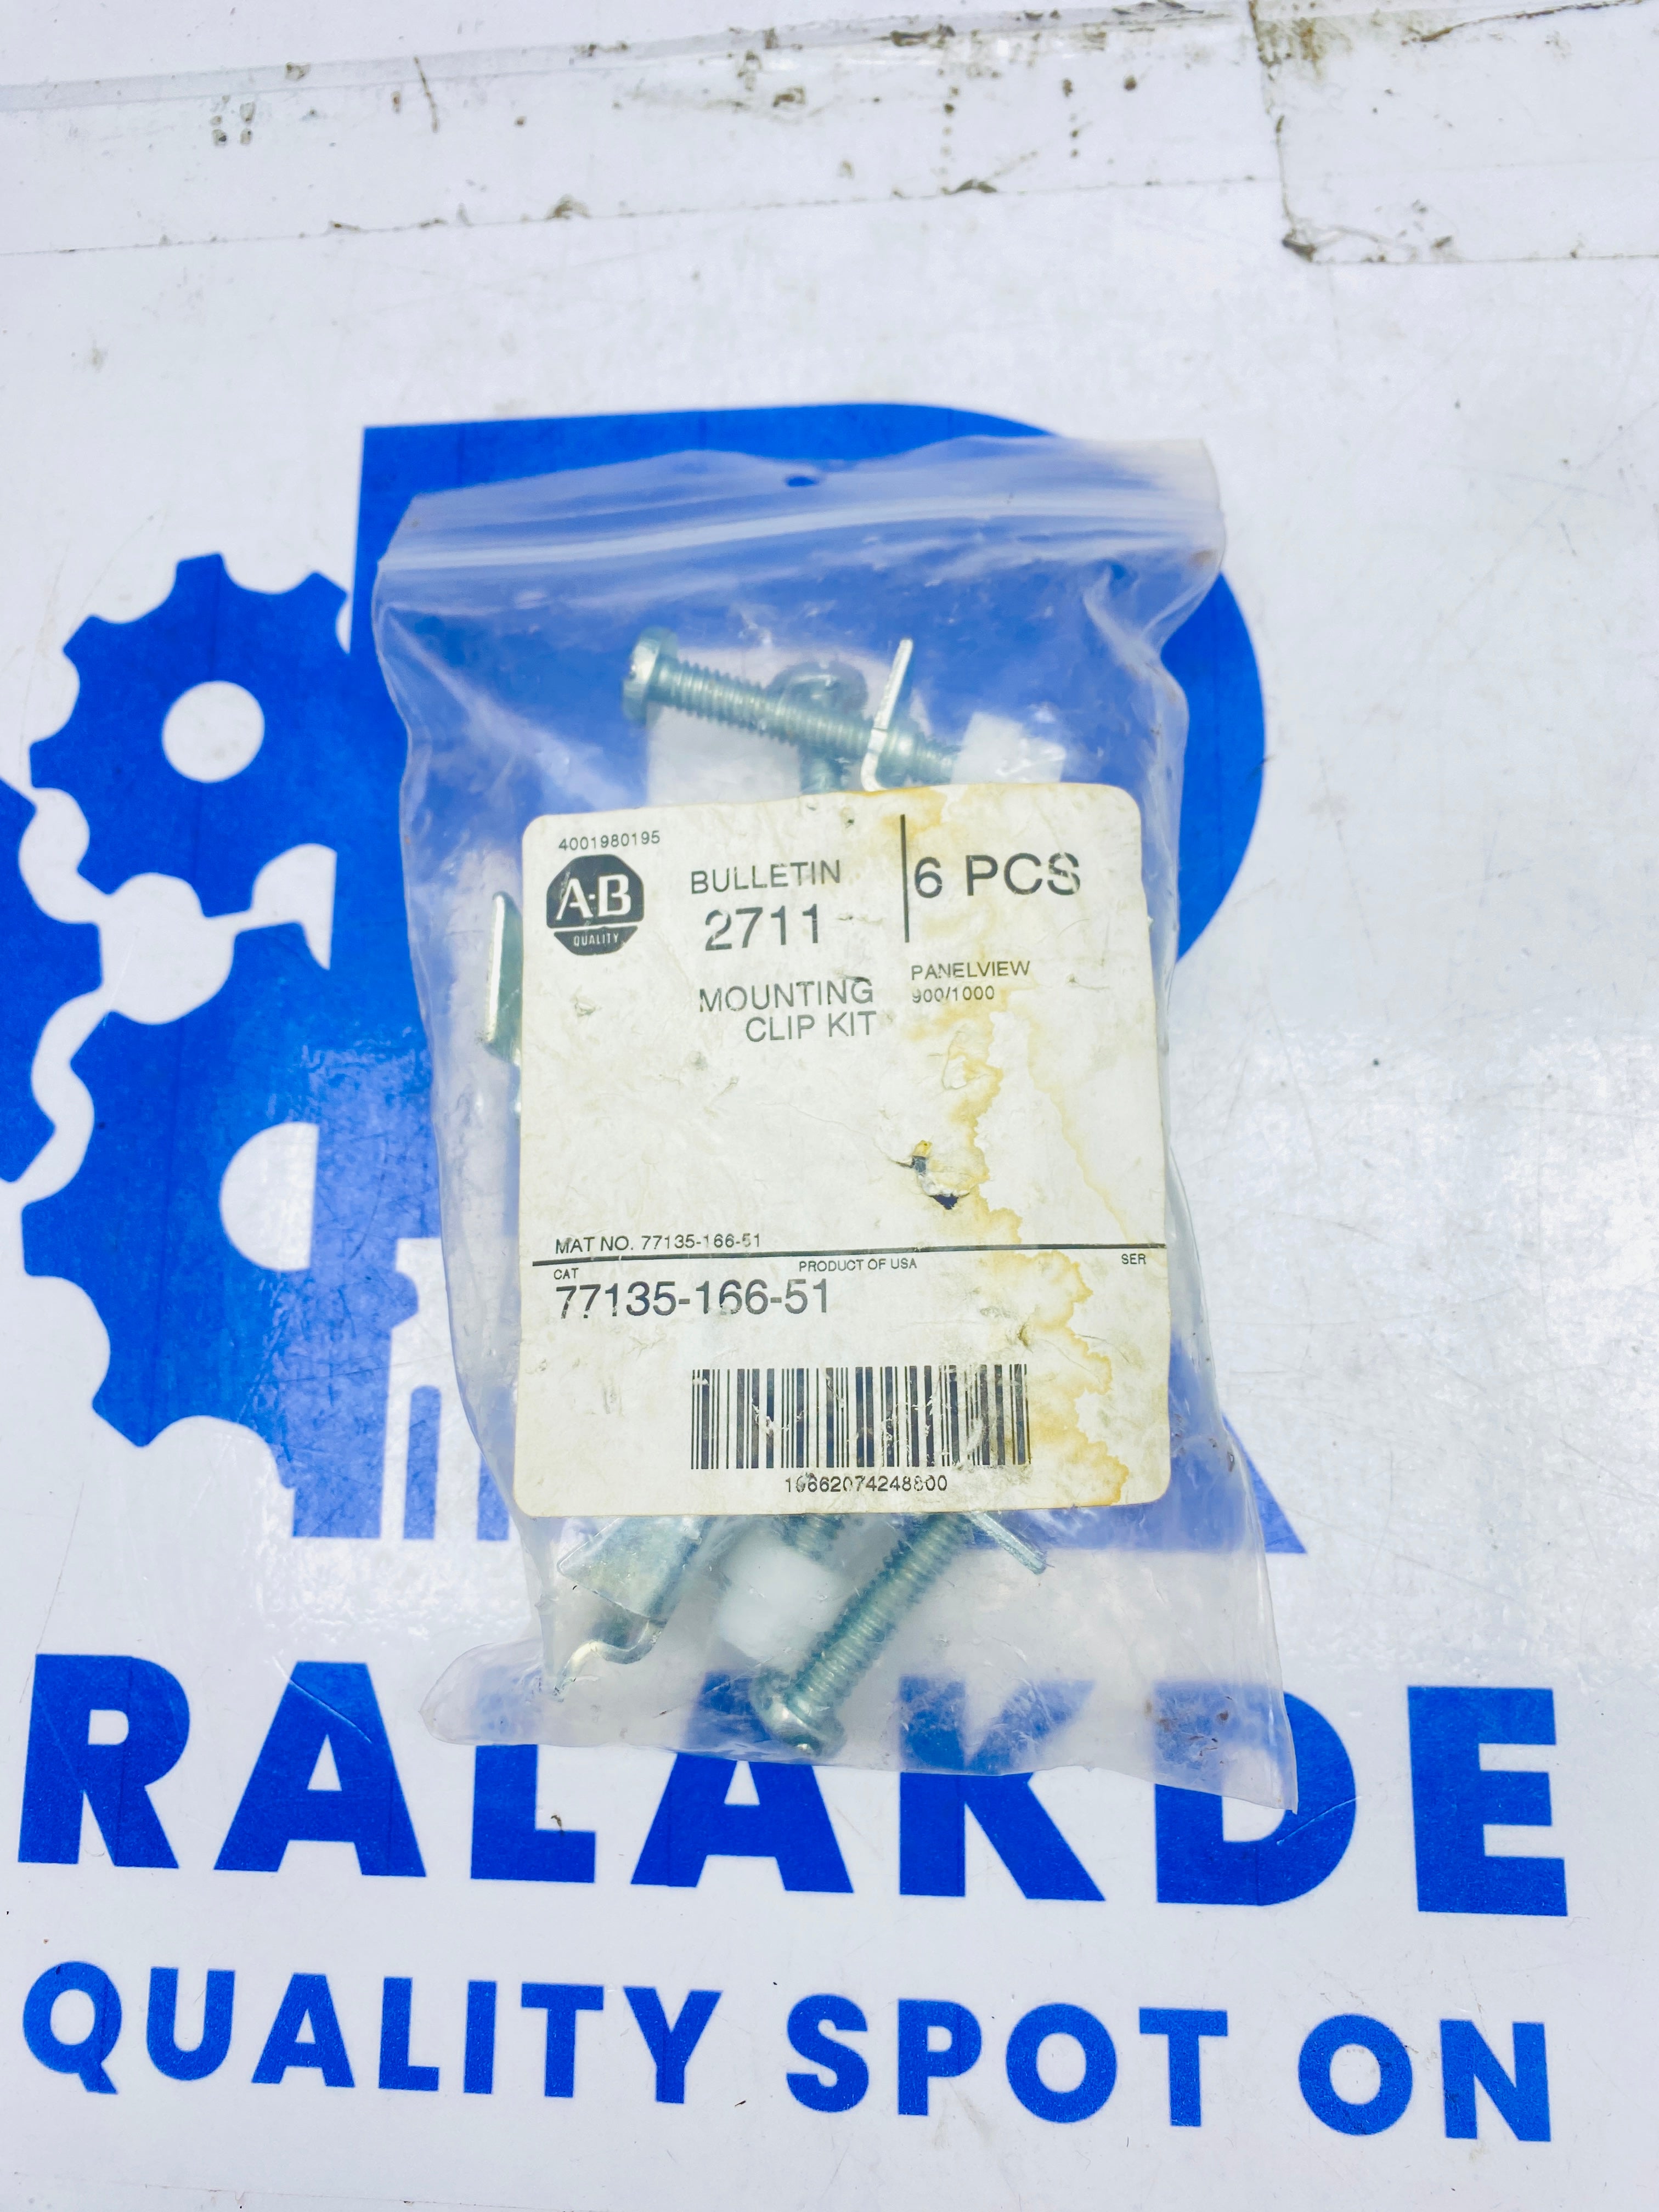 4001980195
A-B
QUALITY
BULLETIN
2711
6 PCS
MOUNTING
CLIP KIT
PANELVIEW
900/1000
MAT NO. 77135-166-51
CAT
PRODUCT OF USA
SER
77135-166-51
10662074248800
RALAKDE
QUALITY SPOT ON